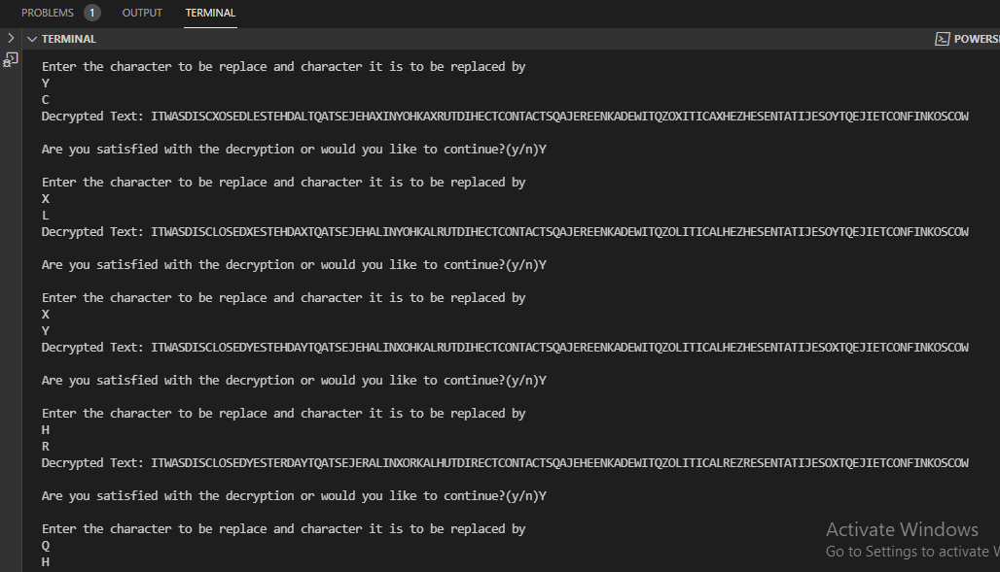 PROBLEMS 1 OUTPUT TERMINAL
TERMINAL
Enter the character to be replace and character it is to be replaced by
Y
C
Decrypted Text: ITWASDISCXOSEDLESTEHDALTQATSEJEHAXINYOHKAXRUTDIHECTCONTACTSQAJEREENKADEWITQZOXITICAXHEZHESENTATIJESOYTQEJIETCONFINKOSCOW
Are you satisfied with the decryption or would you like to continue?(y/n)Y
Enter the character to be replace and character it is to be replaced by
X
L
Decrypted Text: ITWASDISCLOSEDXESTEHDAXTQATSEJEHALINYOHKALRUTDIHECTCONTACTSQAJEREENKADEWITQZOLITICALHEZHESENTATIJESOYTQEJIETCONFINKOSCOW
Are you satisfied with the decryption or would you like to continue?(y/n)Y
Enter the character to be replace and character it is to be replaced by
X
Y
Decrypted Text: ITWASDISCLOSEDYESTEHDAYTQATSEJEHALINXOHKALRUTDIHECTCONTACTSQAJEREENKADEWITQZOLITICALHEZHESENTATIJESOXTQEJIETCONFINKOSCOW
Are you satisfied with the decryption or would you like to continue?(y/n)Y
Enter the character to be replace and character it is to be replaced by
H
R
Decrypted Text: ITWASDISCLOSEDYESTERDAYTQATSEJERALINXORKALHUTDIRECTCONTACTSQAJEHEENKADEWITQZOLITICALREZRESENTATIJESOXTQEJIETCONFINKOSCOW
Are you satisfied with the decryption or would you like to continue?(y/n)Y
Enter the character to be replace and character it is to be replaced by
Q
H
Activate Windows
Go to Settings to activate